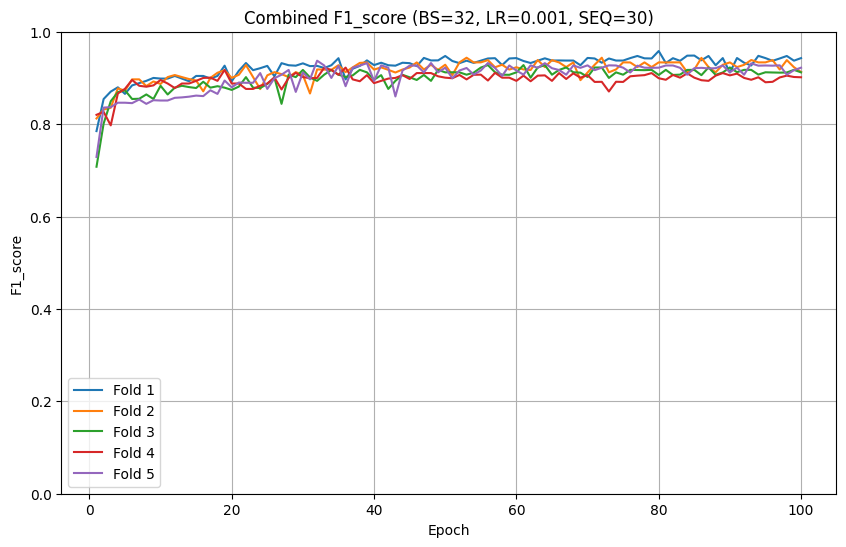 Combined F1_score (BS=32, LR=0.001, SEQ=30)
F1_score
1.0
0.8
0.6
0.4
0.2
0.0
Fold 1
Fold 2
Fold 3
Fold 4
Fold 5
0 20 40 60 80 100
Epoch